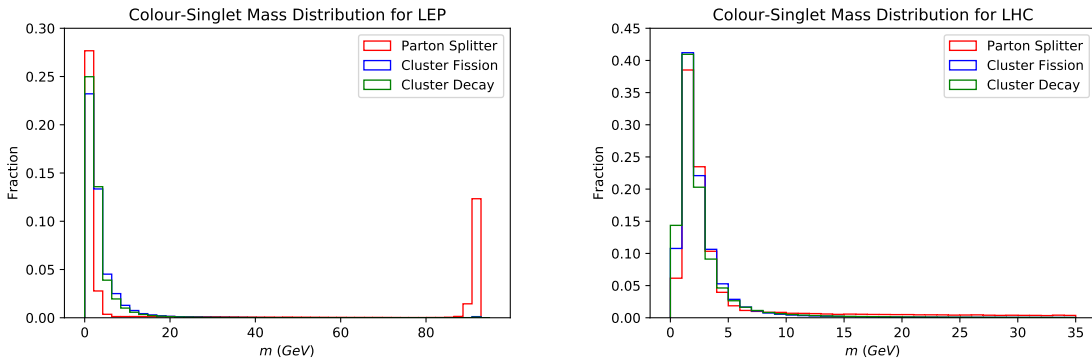 Colour-Singlet Mass Distribution for LEP
0.30
0.25
0.20
0.15
0.10
0.05
0.00
Fraction
0
20
40
60
80
m (GeV)
Parton Splitter
Cluster Fission
Cluster Decay
Colour-Singlet Mass Distribution for LHC
0.45
0.40
0.35
0.30
0.25
0.20
0.15
0.10
0.05
0.00
Fraction
0
5
10
15
20
25
30
35
m (GeV)
Parton Splitter
Cluster Fission
Cluster Decay